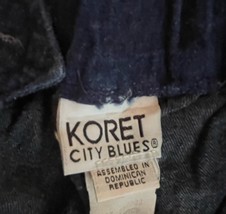 KORET
CITY BLUES®
ASSEMBLED IN
DOMINICAN
REPUBLIC